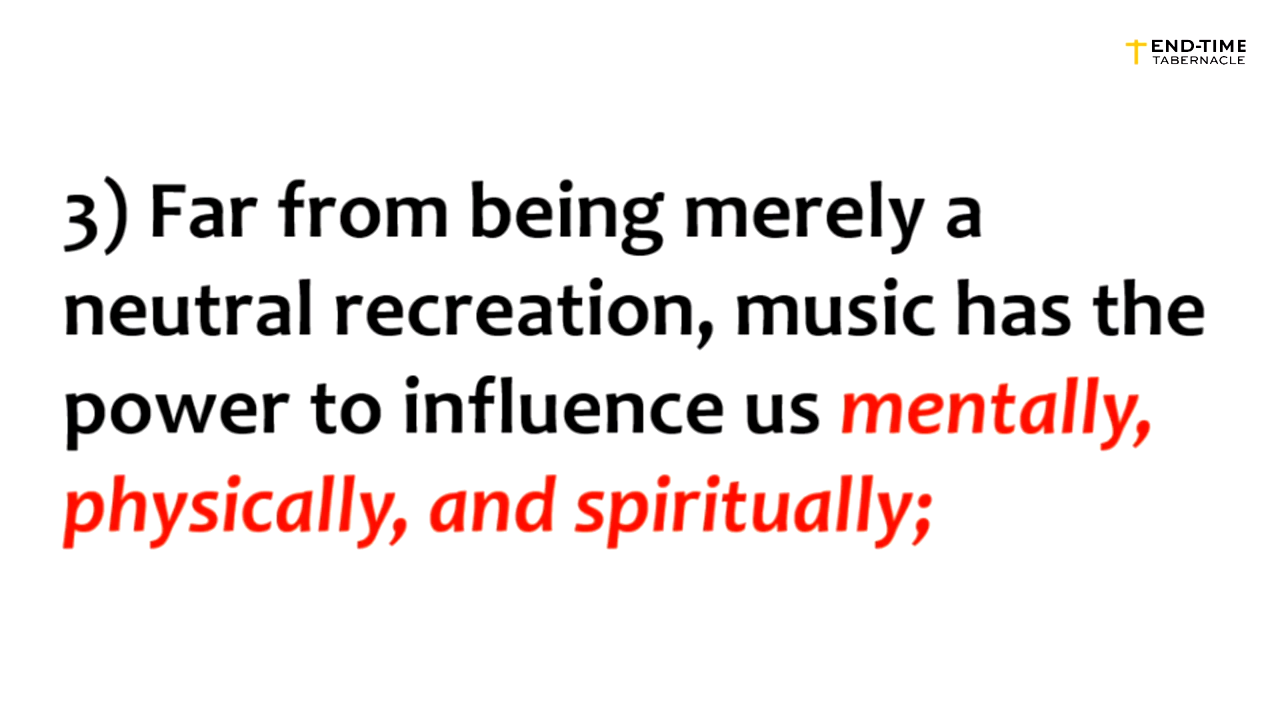 END-TIME
TABERNACLE
3) Far from being merely a
neutral recreation, music has the
power to influence us mentally,
physically, and spiritually;